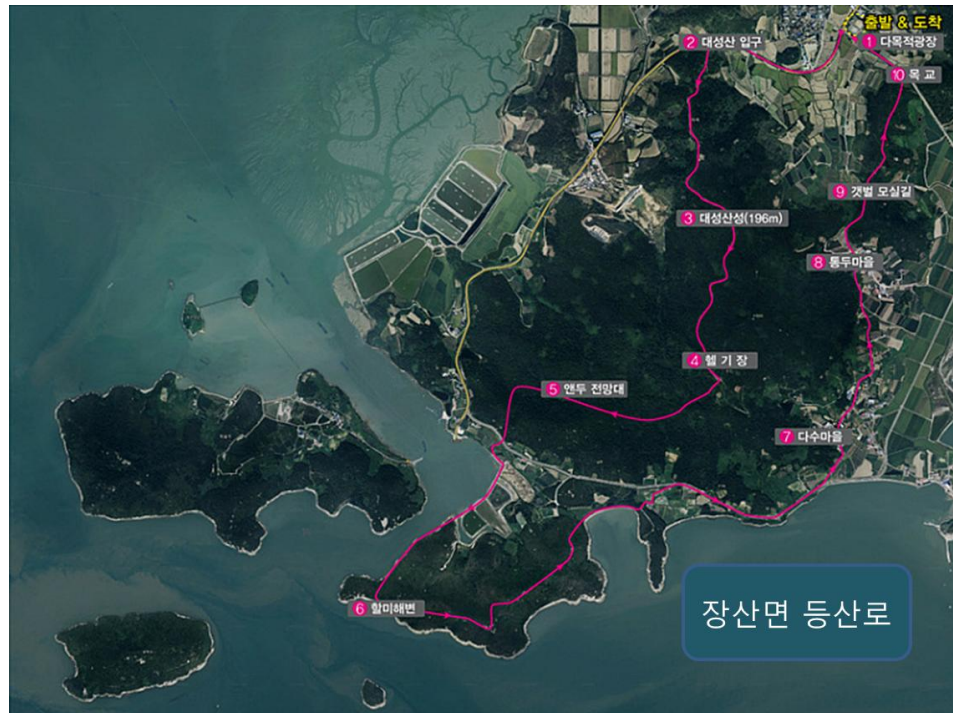 출발 & 도착
① 다목적광장
② 대성산 입구
⑩ 목 교
⑨ 갯벌 모실길
③ 대성산성(196m)
⑧ 통두마을
④ 헬 기 장
⑤ 앤두 전망대
⑦ 다수마을
⑥ 할미해변
장산면 등산로